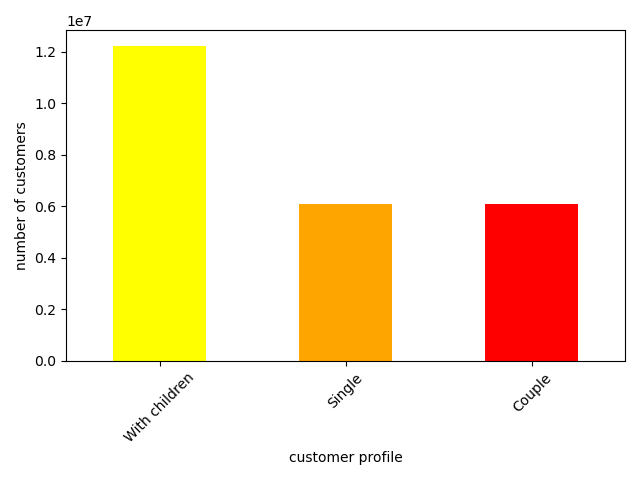 1e7
1.2
1.0
0.8
0.6
0.4
0.2
0.0
number of customers
With children
Single
Couple
customer profile